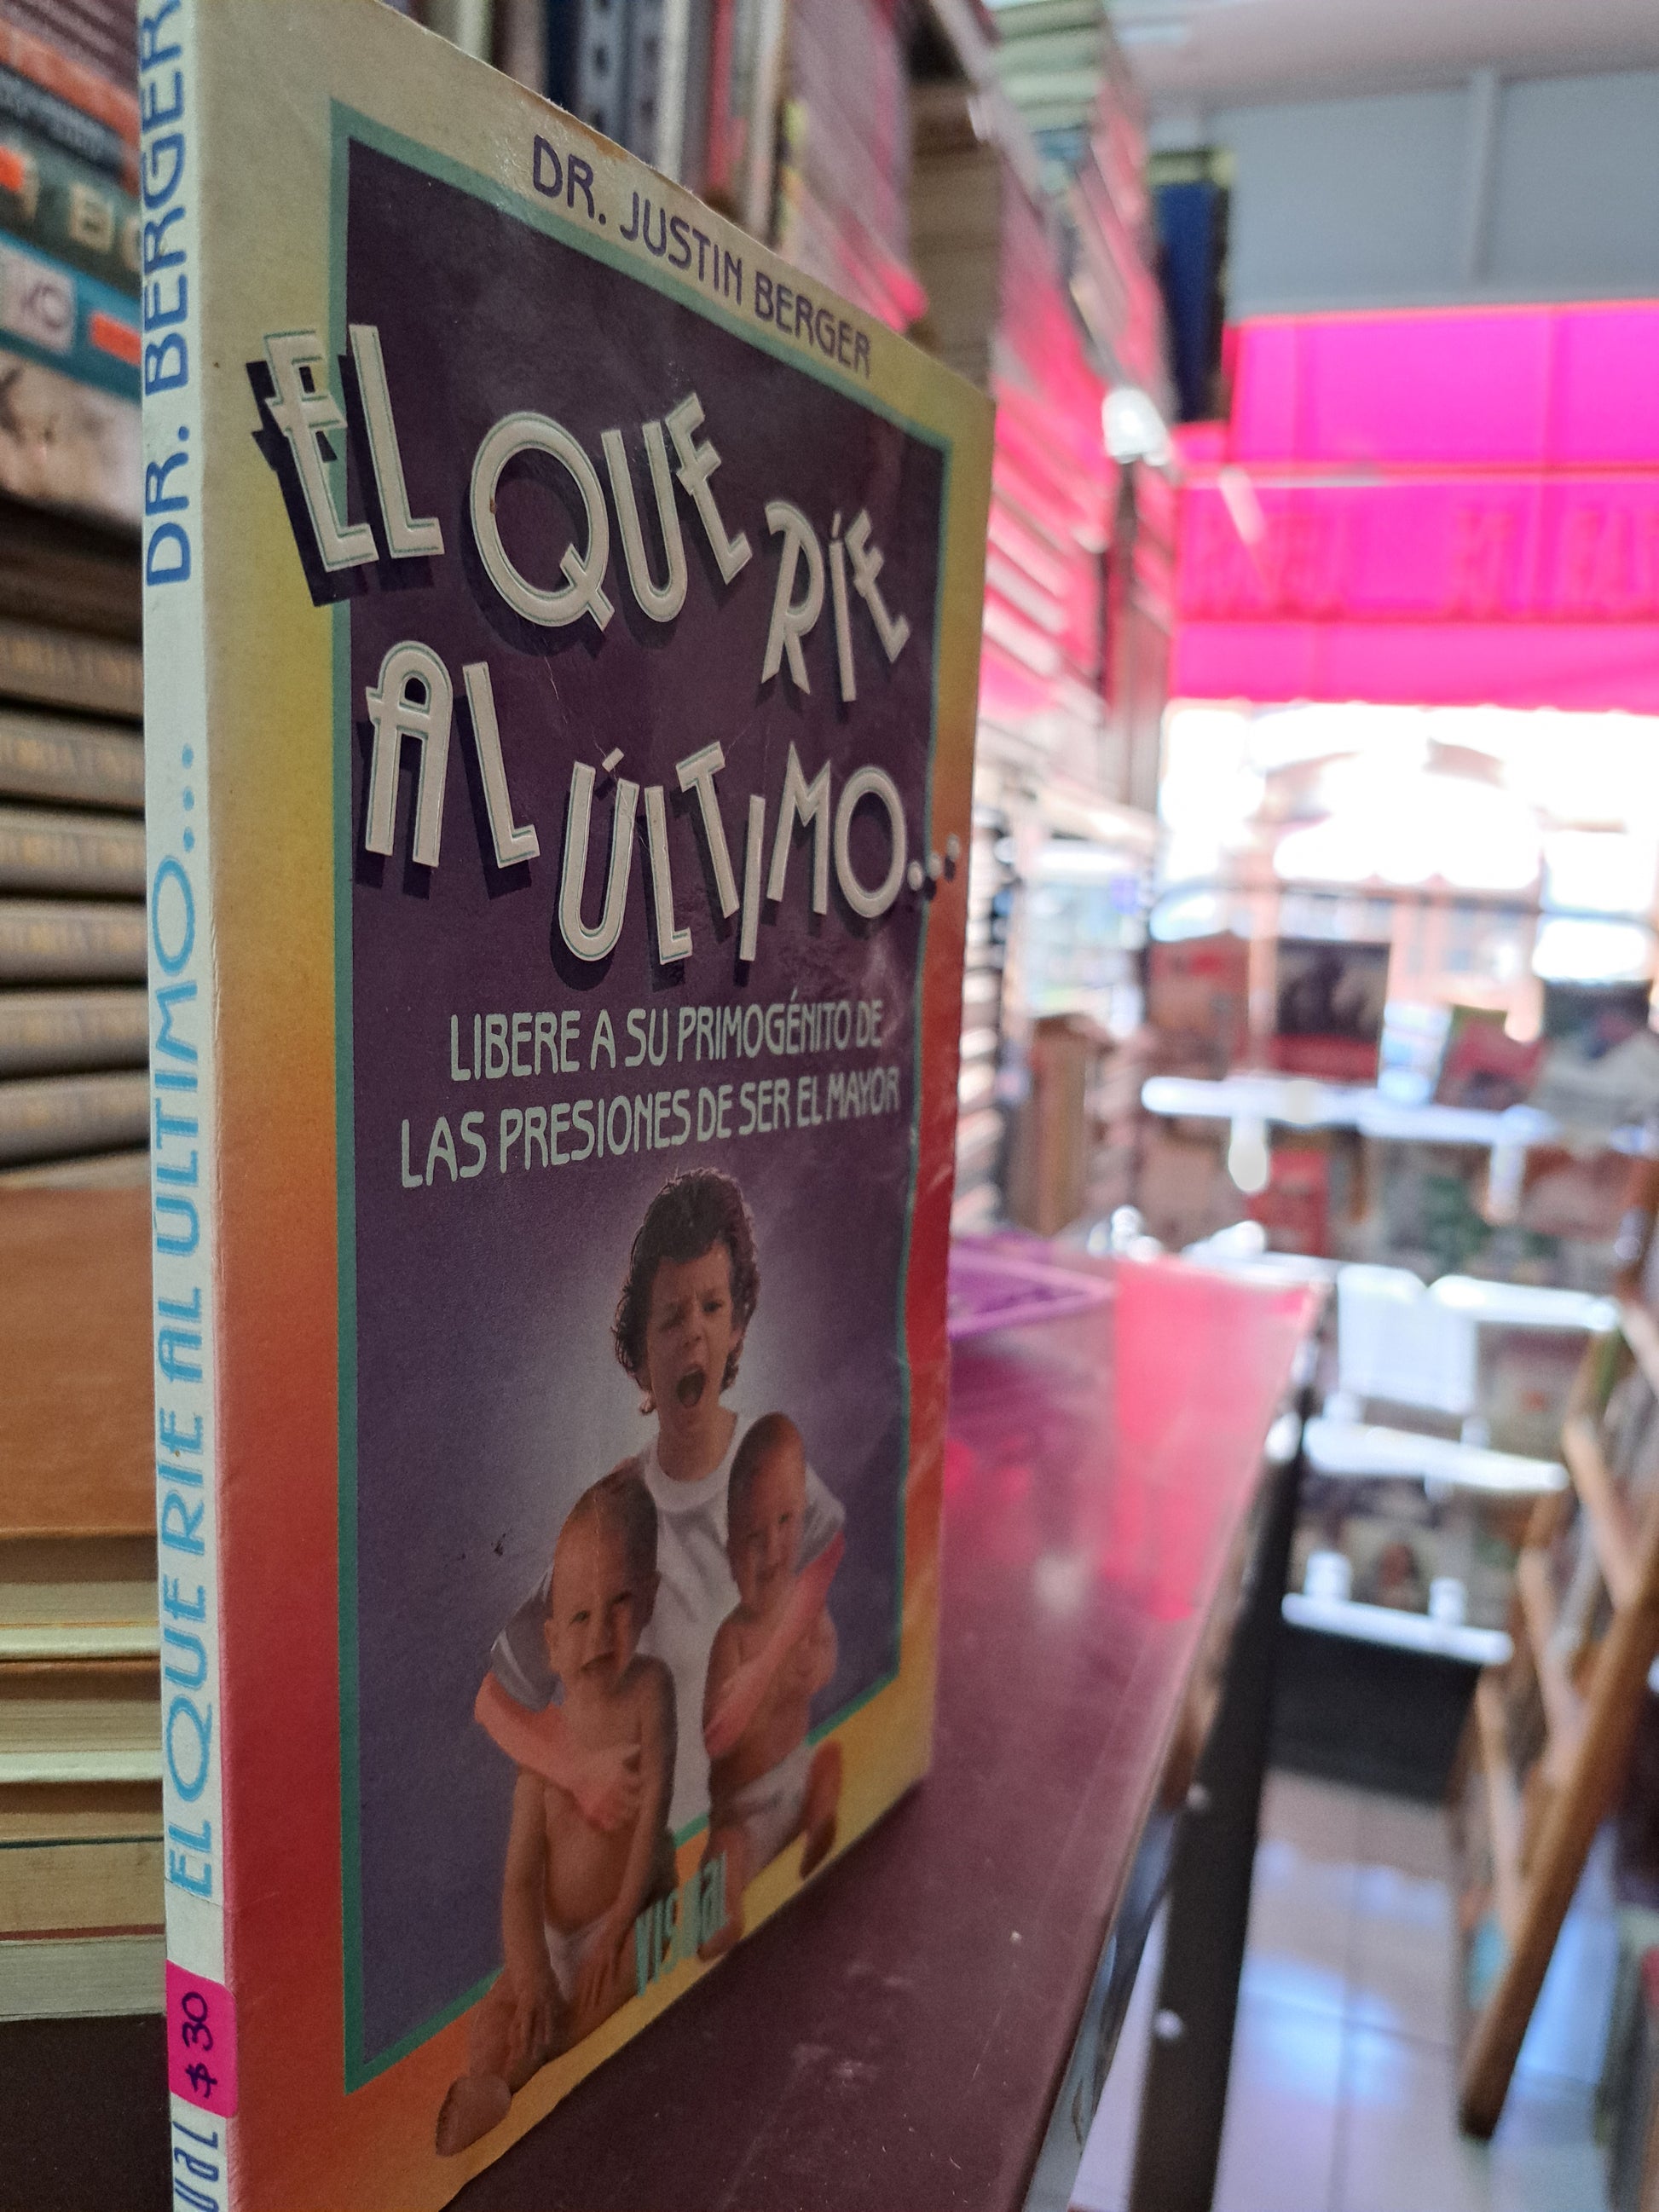 DR. JUSTIN BERGER
EL QUE RÍE
AL ÚLTIMO...
LIBERE A SU PRIMOGÉNITO DE
LAS PRESIONES DE SER EL MAYOR
VISUAL
DR. BERGER
EL QUE RIE AL ULTIMO...
$30